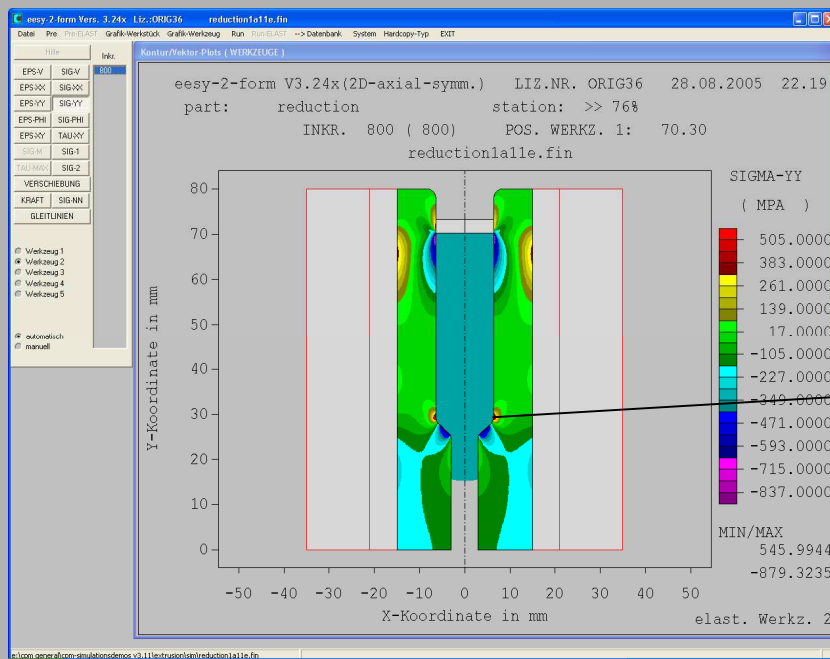 eesy-2-form Vers. 3.24x Liz.:ORIG36 reduction1a11e.fin
Datei Pre Pre-ELAST Grafik-Werkstück Grafik-Werkzeug Run Run-ELAST --> Datenbank System Hardcopy-Typ EXIT
Hilfe Inkr.
Kontur/Vektor-Plots ( WERKZEUGE )
800
EPS-V SIG-V
EPS-XX SIG-XX
EPS-YY SIG-YY
EPS-PHI SIG-PHI
EPS-XY TAU-XY
SIG-M SIG-1
TAU-MAX SIG-2
VERSCHIEBUNG
KRAFT SIG-NN
GLEITLINIEN
Werkzeug 1
Werkzeug 2
Werkzeug 3
Werkzeug 4
Werkzeug 5
automatisch
manuell
eesy-2-form V3.24x(2D-axial-symm.) LIZ.NR. ORIG36 28.08.2005 22.19
part: reduction station: >> 76%
INKR. 800 ( 800) POS. WERKZ. 1: 70.30
reduction1a11e.fin
SIGMA-YY
( MPA )
505.0000
383.0000
261.0000
139.0000
17.0000
-105.0000
-227.0000
-349.0000
-471.0000
-593.0000
-715.0000
-837.0000
MIN/MAX
545.9944
-879.3235
80
70
60
50
40
30
20
10
0
Y-Koordinate in mm
-50 -40 -30 -20 -10 0 10 20 30 40 50
X-Koordinate in mm
elast. Werkz. 2
e:\cpm general\cpm-simulationsdemos v3.11\extrusion\sim\reduction1a11e.fin